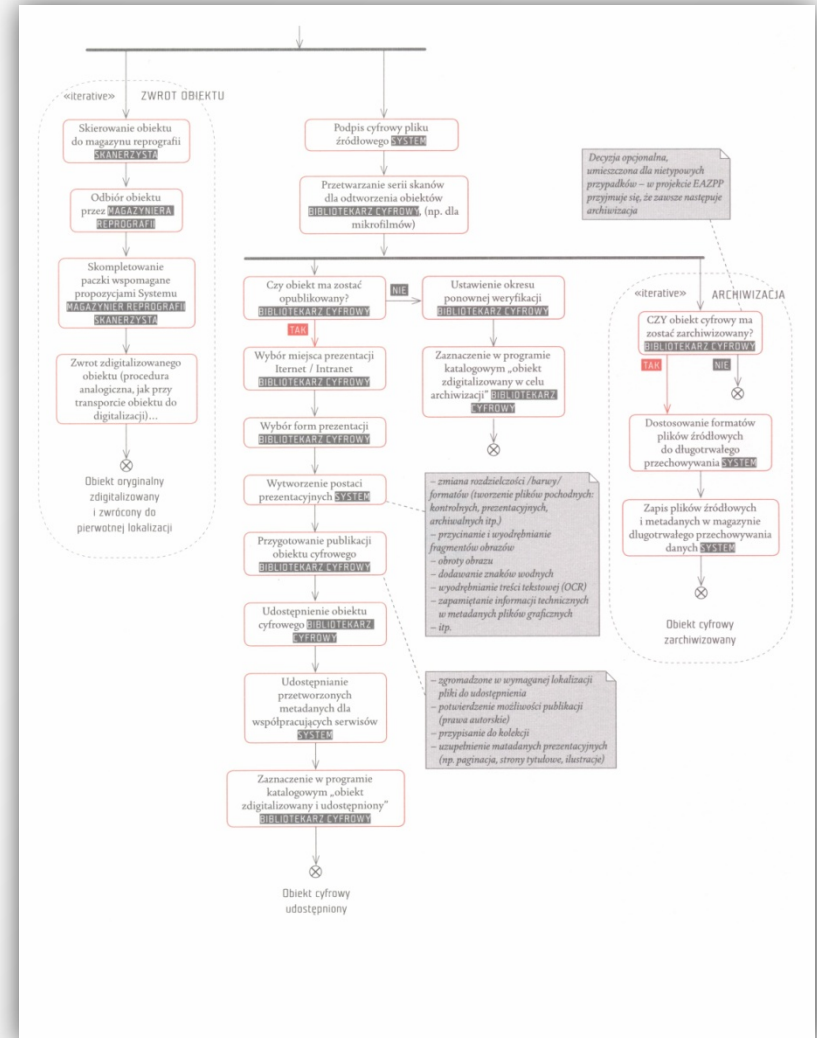 «iterative» ZWROT OBIEKTU
Skierowanie obiektu
do magazynu reprografii
SKANERZYSTA
Odbiór obiektu
przez MAGAZYNIERA
REPROGRAFII
Skompletowanie
paczki wspomagane
propozycjami Systemu
MAGAZYNIER REPROGRAFII
SKANERZYSTA
Zwrot zdigitalizowanego
obiektu (procedura
analogiczna, jak przy
transporcie obiektu do
digitalizacji)...
Obiekt oryginalny
zdigitalizowany
i zwrócony do
pierwotnej lokalizacji
Podpis cyfrowy pliku
źródłowego SYSTEM
Przetwarzanie serii skanów
dla odtworzenia obiektów
BIBLIOTEKARZ CYFROWY, (np. dla
mikrofilmów)
Czy obiekt ma zostać
opublikowany?
BIBLIOTEKARZ CYFROWY
NIE
TAK
Ustawienie okresu
ponownej weryfikacji
BIBLIOTEKARZ CYFROWY
Zaznaczenie w programie
katalogowym „obiekt
zdigitalizowany w celu
archiwizacji” BIBLIOTEKARZ
CYFROWY
Wybór miejsca prezentacji
Iternet / Intranet
BIBLIOTEKARZ CYFROWY
Wybór form prezentacji
BIBLIOTEKARZ CYFROWY
Wytworzenie postaci
prezentacyjnych SYSTEM
Przygotowanie publikacji
obiektu cyfrowego
BIBLIOTEKARZ CYFROWY
Udostępnienie obiektu
cyfrowego BIBLIOTEKARZ
CYFROWY
Udostępnianie
przetworzonych
metadanych dla
współpracujących serwisów
SYSTEM
Zaznaczenie w programie
katalogowym „obiekt
zdigitalizowany i udostępniony”
BIBLIOTEKARZ CYFROWY
Obiekt cyfrowy
udostępniony
– zmiana rozdzielczości /barwy/
formatów (tworzenie plików pochodnych:
kontrolnych, prezentacyjnych,
archiwalnych itp.)
– przycinanie i wyodrębnianie
fragmentów obrazów
– obroty obrazu
– dodawanie znaków wodnych
– wyodrębnianie treści tekstowej (OCR)
– zapamiętanie informacji technicznych
w metadanych plików graficznych
– itp.
– zgromadzone w wymaganej lokalizacji
pliki do udostępnienia
– potwierdzenie możliwości publikacji
(prawa autorskie)
– przypisanie do kolekcji
– uzupełnienie matadanych prezentacyjnych
(np. paginacja, strony tytułowe, ilustracje)
Decyzja opcjonalna,
umieszczona dla nietypowych
przypadków – w projekcie EAZPP
przyjmuje się, że zawsze następuje
archiwizacja
«iterative» ARCHIWIZACJA
CZY obiekt cyfrowy ma
zostać zarchiwizowany?
BIBLIOTEKARZ CYFROWY
TAK NIE
Dostosowanie formatów
plików źródłowych
do długotrwałego
przechowywania SYSTEM
Zapis plików źródłowych
i metadanych w magazynie
dlugotrwałego przechowywania
danych SYSTEM
Obiekt cyfrowy
zarchiwizowany